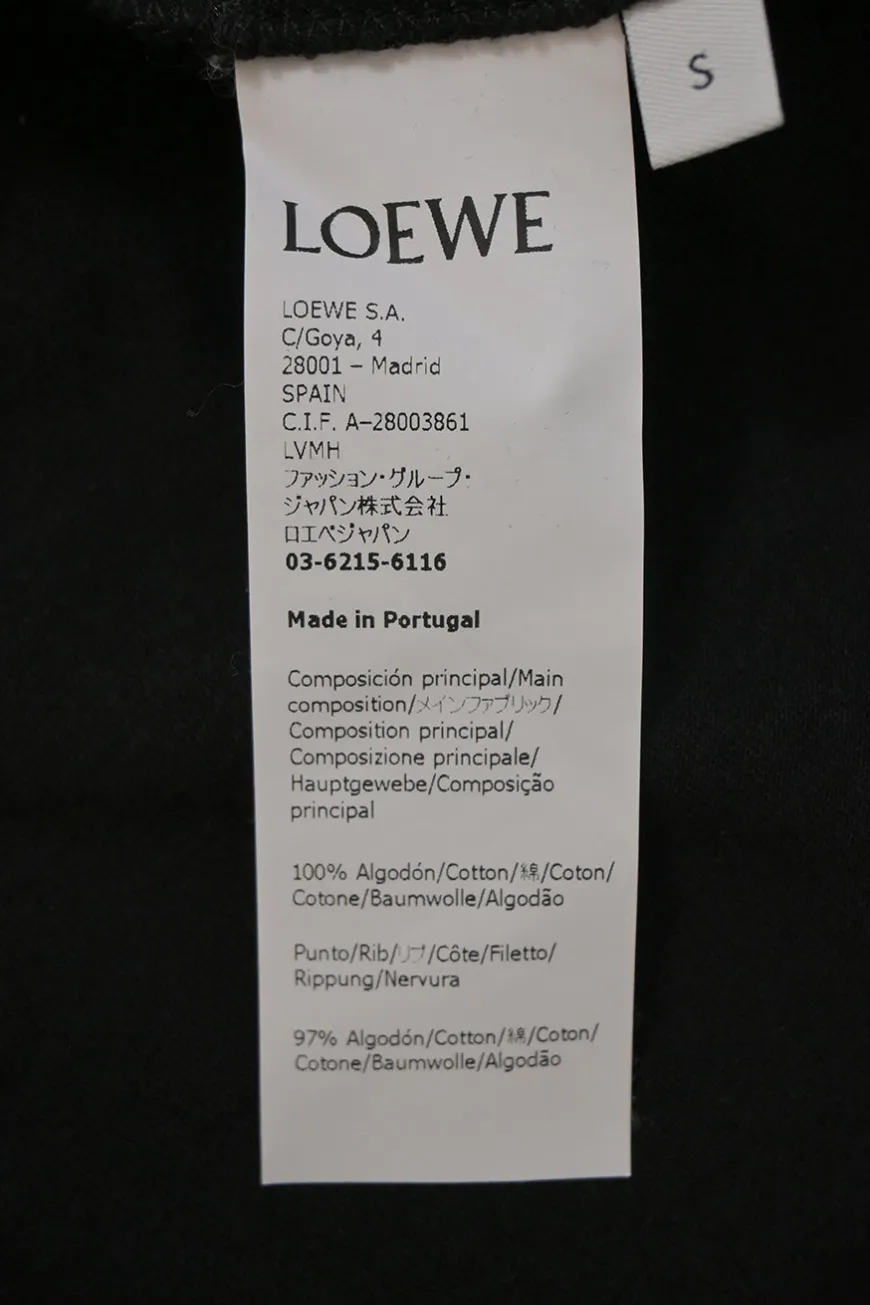 S
LOEWE
LOEWE S.A.
C/Goya, 4
28001 – Madrid
SPAIN
C.I.F. A-28003861
LVMH
ファッション・グループ・
ジャパン株式会社
ロエベジャパン
03-6215-6116
Made in Portugal
Composición principal/Main
composition/メインファブリック/
Composition principal/
Composizione principale/
Hauptgewebe/Composição
principal
100% Algodón/Cotton/綿/Coton/
Cotone/Baumwolle/Algodão
Punto/Rib/リブ/Côte/Filetto/
Rippung/Nervura
97% Algodón/Cotton/綿/Coton/
Cotone/Baumwolle/Algodão